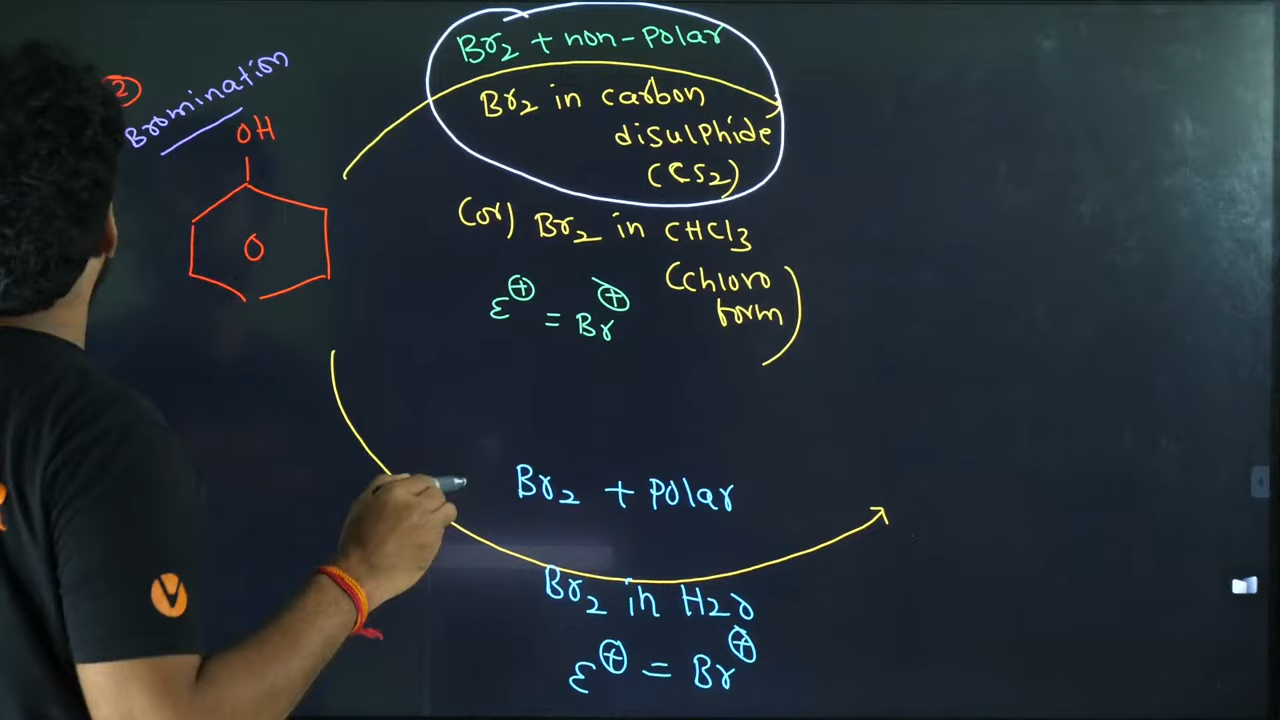 2
Bromination
OH
Br2 + non-polar
Br2 in carbon
disulphide
(CS2)
(or) Br2 in CHCl3
(chloro
form)
E⊕ = Br⊕
Br2 + polar
Br2 in H2O
E⊕ = Br⊕
V
4